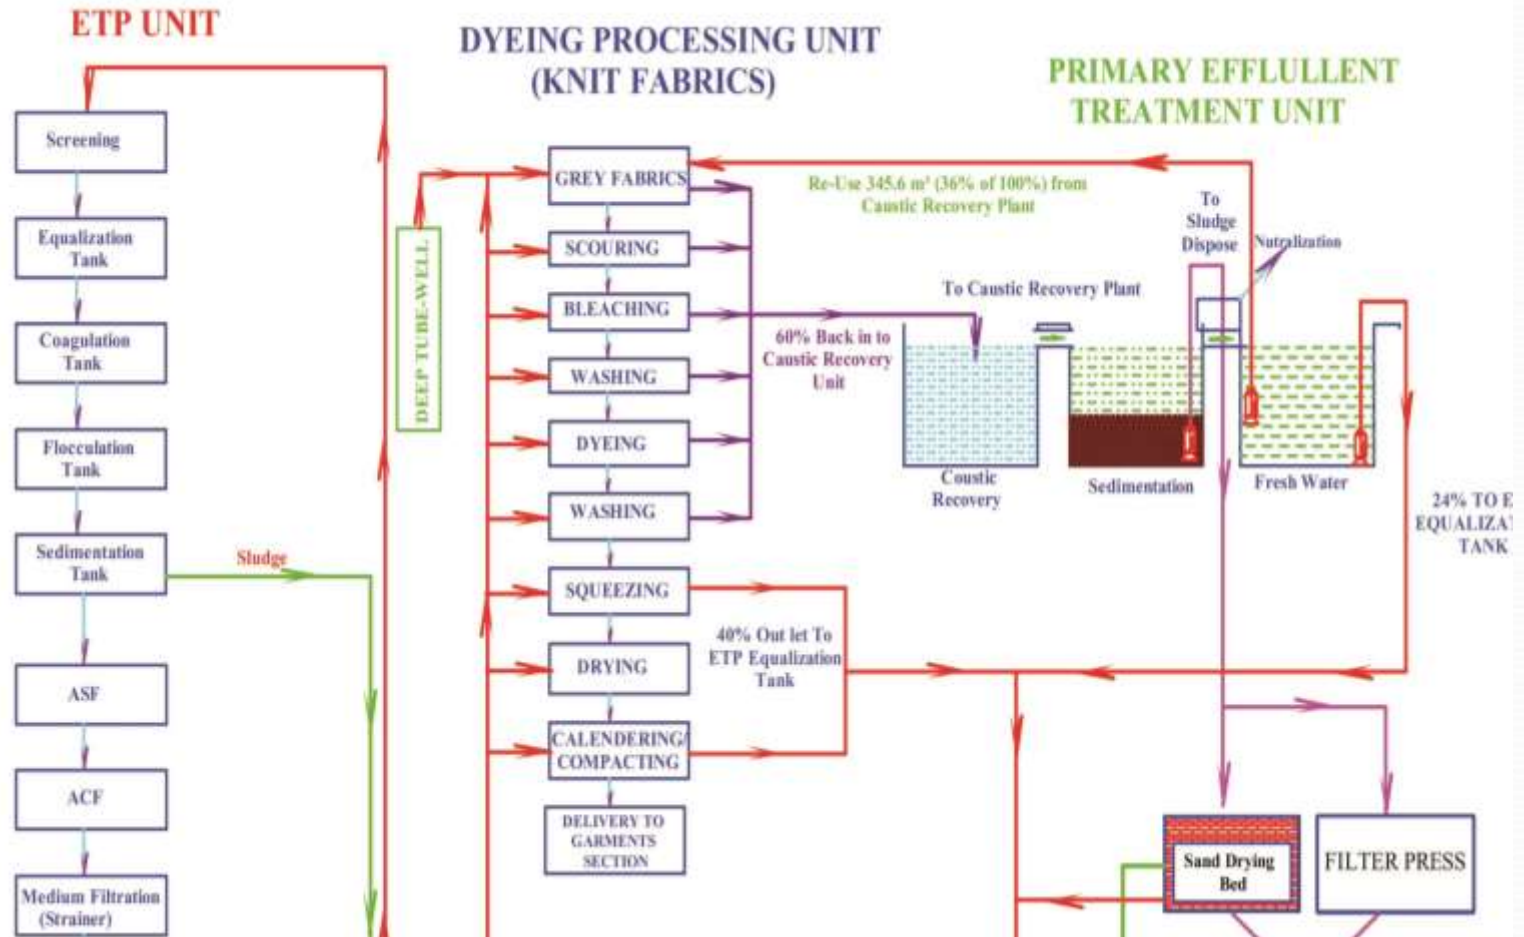 ETP UNIT
DYEING PROCESSING UNIT
(KNIT FABRICS)
PRIMARY EFFLULLENT
TREATMENT UNIT
Screening
Equalization
Tank
Coagulation
Tank
Flocculation
Tank
Sedimentation
Tank
Sludge
ASF
ACF
Medium Filtration
(Strainer)
DEEP TUBE-WELL
GREY FABRICS
SCOURING
BLEACHING
WASHING
DYEING
WASHING
SQUEEZING
DRYING
CALENDERING/
COMPACTING
DELIVERY TO
GARMENTS
SECTION
Re-Use 345.6 m³ (36% of 100%) from
Caustic Recovery Plant
To
Sludge
Dispose
Nutralization
To Caustic Recovery Plant
60% Back in to
Caustic Recovery
Unit
Coustic
Recovery
Sedimentation
Fresh Water
24% TO E
EQUALIZAT
TANK
40% Out let To
ETP Equalization
Tank
Sand Drying
Bed
FILTER PRESS